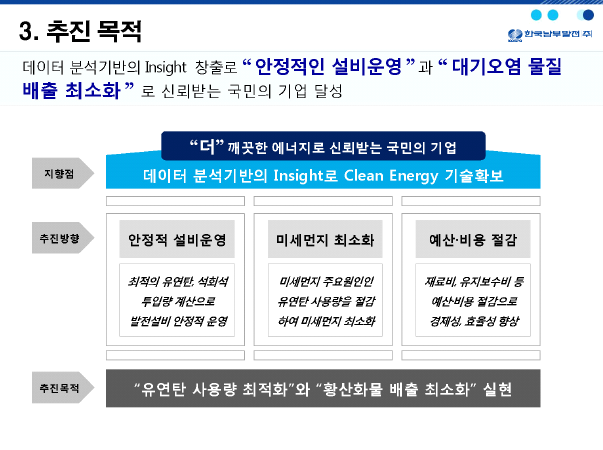 3. 추진 목적
한국남부발전㈜
데이터 분석기반의 Insight 창출로 “안정적인 설비운영”과 “대기오염 물질
배출 최소화” 로 신뢰받는 국민의 기업 달성
“더” 깨끗한 에너지로 신뢰받는 국민의 기업
지향점
데이터 분석기반의 Insight로 Clean Energy 기술확보
추진방향
안정적 설비운영
최적의 유연탄, 석회석
투입량 계산으로
발전설비 안정적 운영
미세먼지 최소화
미세먼지 주요원인인
유연탄 사용량을 절감
하여 미세먼지 최소화
예산·비용 절감
재료비, 유지보수비 등
예산·비용 절감으로
경제성, 효율성 향상
추진목적
“유연탄 사용량 최적화”와 “황산화물 배출 최소화” 실현